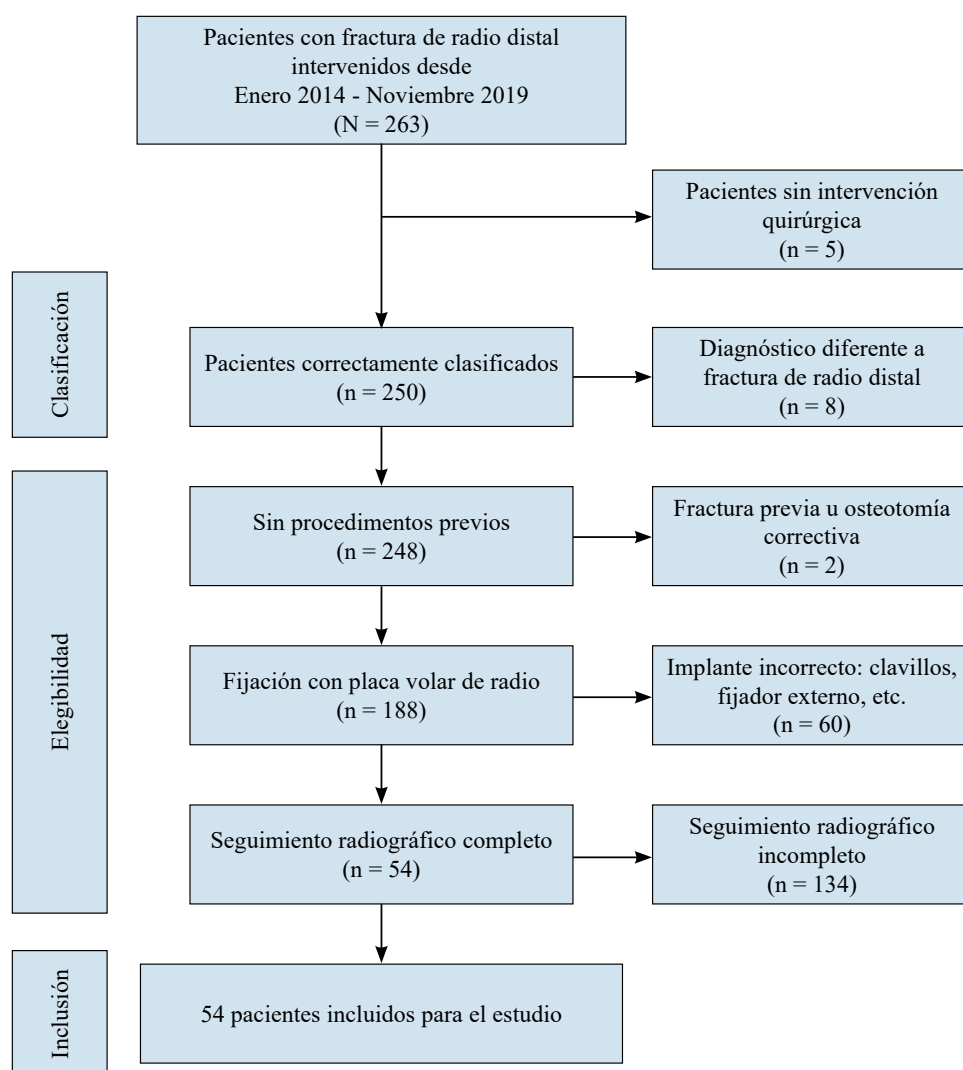 Pacientes con fractura de radio distal
intervenidos desde
Enero 2014 - Noviembre 2019
(N = 263)
Pacientes sin intervención
quirúrgica
(n = 5)
Clasificación
Pacientes correctamente clasificados
(n = 250)
Diagnóstico diferente a
fractura de radio distal
(n = 8)
Elegibilidad
Sin procedimentos previos
(n = 248)
Fractura previa u osteotomía
correctiva
(n = 2)
Fijación con placa volar de radio
(n = 188)
Implante incorrecto: clavillos,
fijador externo, etc.
(n = 60)
Seguimiento radiográfico completo
(n = 54)
Seguimiento radiográfico
incompleto
(n = 134)
Inclusión
54 pacientes incluidos para el estudio